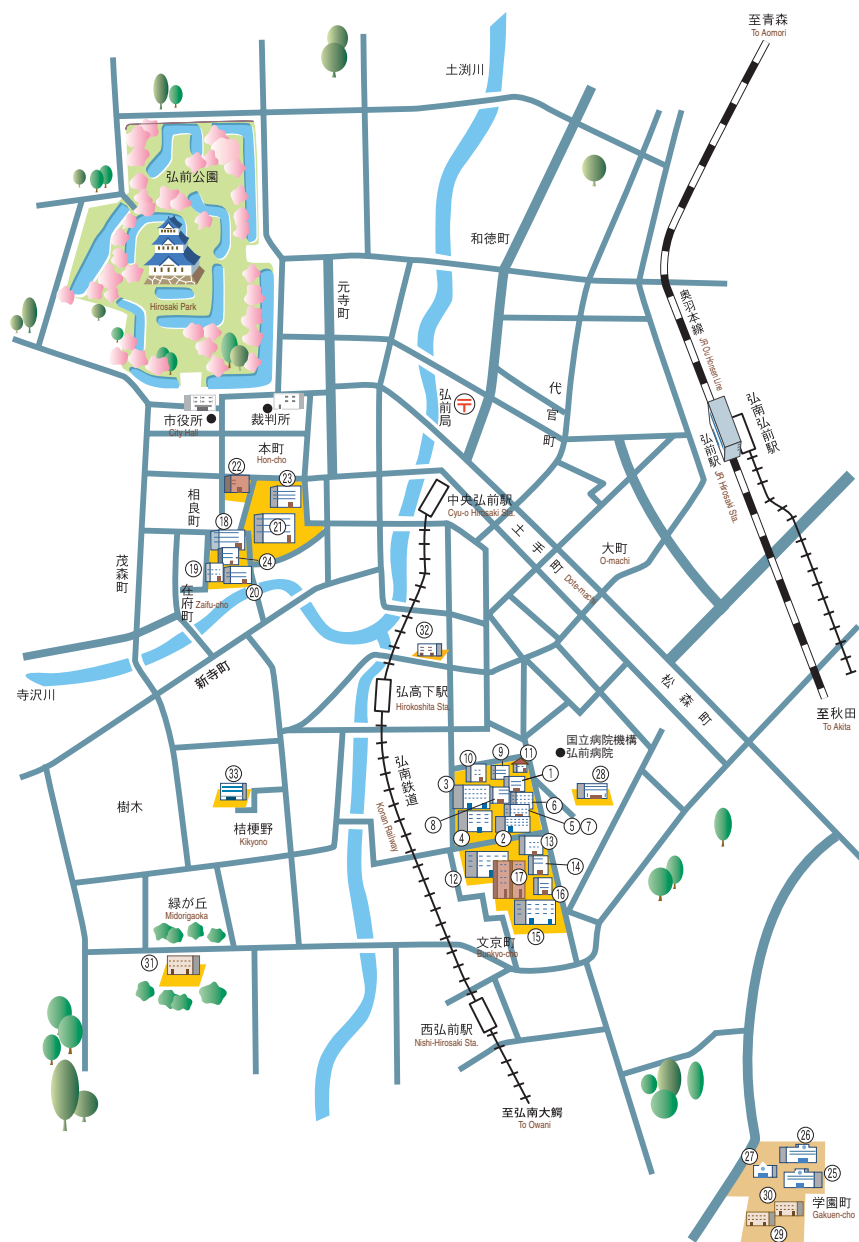 至青森
To Aomori
土渕川
弘前公園
和徳町
Hirosaki Park
元寺町
奥羽本線
JR Ou Honsen Line
弘前局
代官町
弘南弘前駅
弘前駅
JR Hirosaki Sta.
市役所
City Hall
裁判所
本町
Hon-cho
22
23
相良町
中央弘前駅
Cyu-o Hirosaki Sta.
18
21
土手町
Dote-machi
大町
O-machi
茂森町
24
19
20
在府町
Zaifu-cho
32
新寺町
寺沢川
弘高下駅
Hirokoshita Sta.
松森町
至秋田
To Akita
国立病院機構
弘前病院
弘南鉄道
Konan Railway
10
9
11
1
28
3
33
6
樹木
8
5
7
桔梗野
Kikyono
4
2
13
14
12
17
16
緑が丘
Midorigaoka
15
文京町
Bunkyo-cho
31
西弘前駅
Nishi-Hirosaki Sta.
至弘南大鰐
To Owani
26
27
25
30
学園町
Gakuen-cho
29